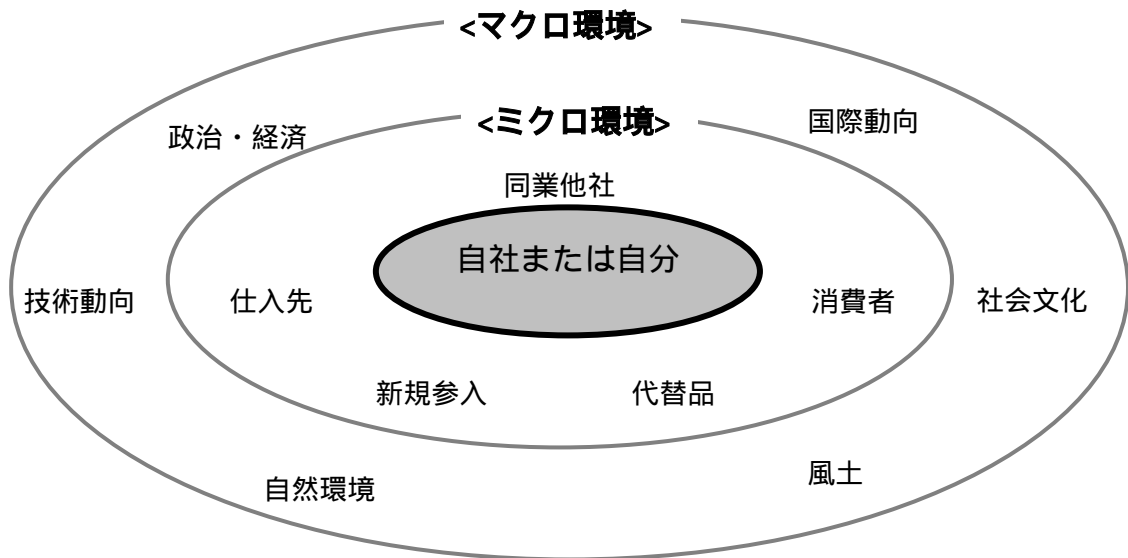 <マクロ環境>
<ミクロ環境>
国際動向
政治・経済
同業他社
自社または自分
技術動向
仕入先
消費者
社会文化
新規参入
代替品
自然環境
風土